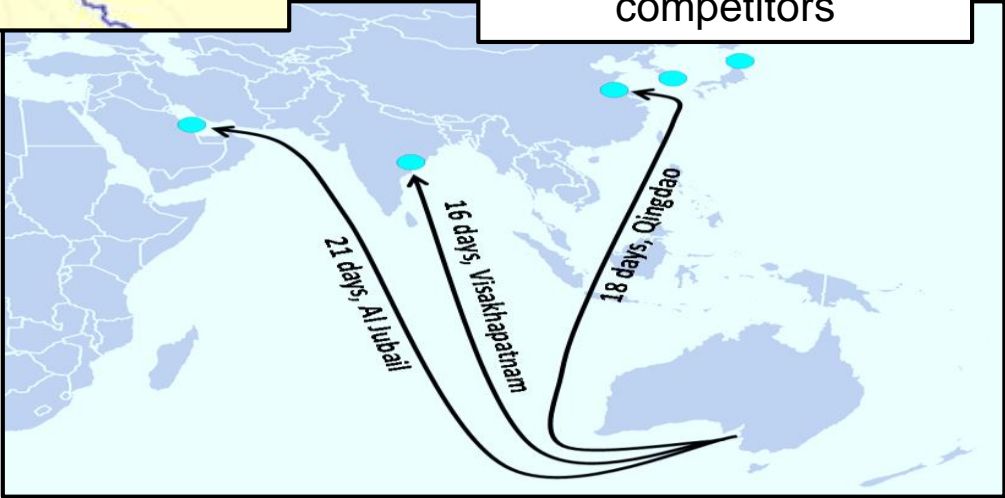 competitors
21 days, Al Jubail
16 days, Visakhapatnam
18 days, Qingdao